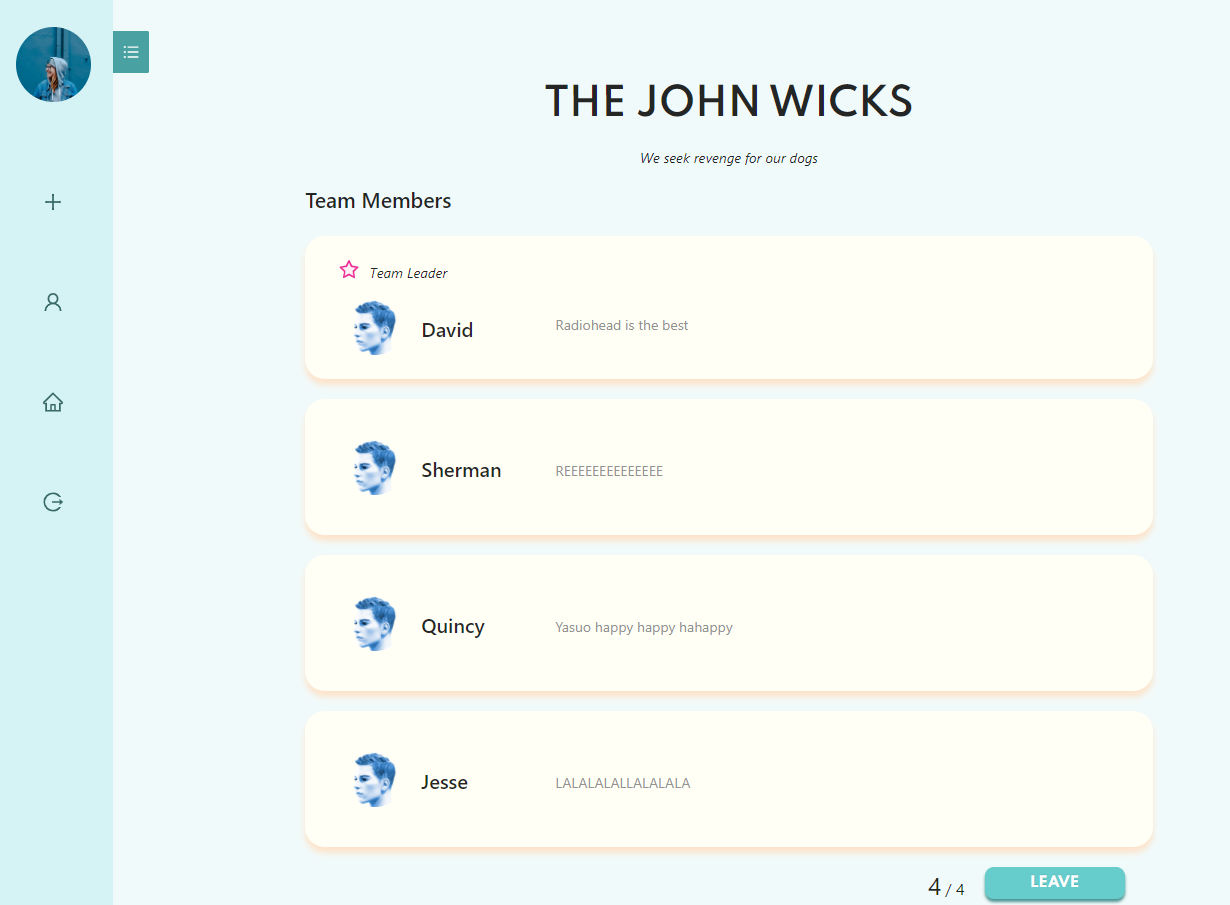 THE JOHN WICKS
We seek revenge for our dogs
Team Members
Team Leader
David
Radiohead is the best
Sherman
REEEEEEEEEEEEEE
Quincy
Yasuo happy happy hahappy
Jesse
LALALALALLALALALA
4 / 4
LEAVE